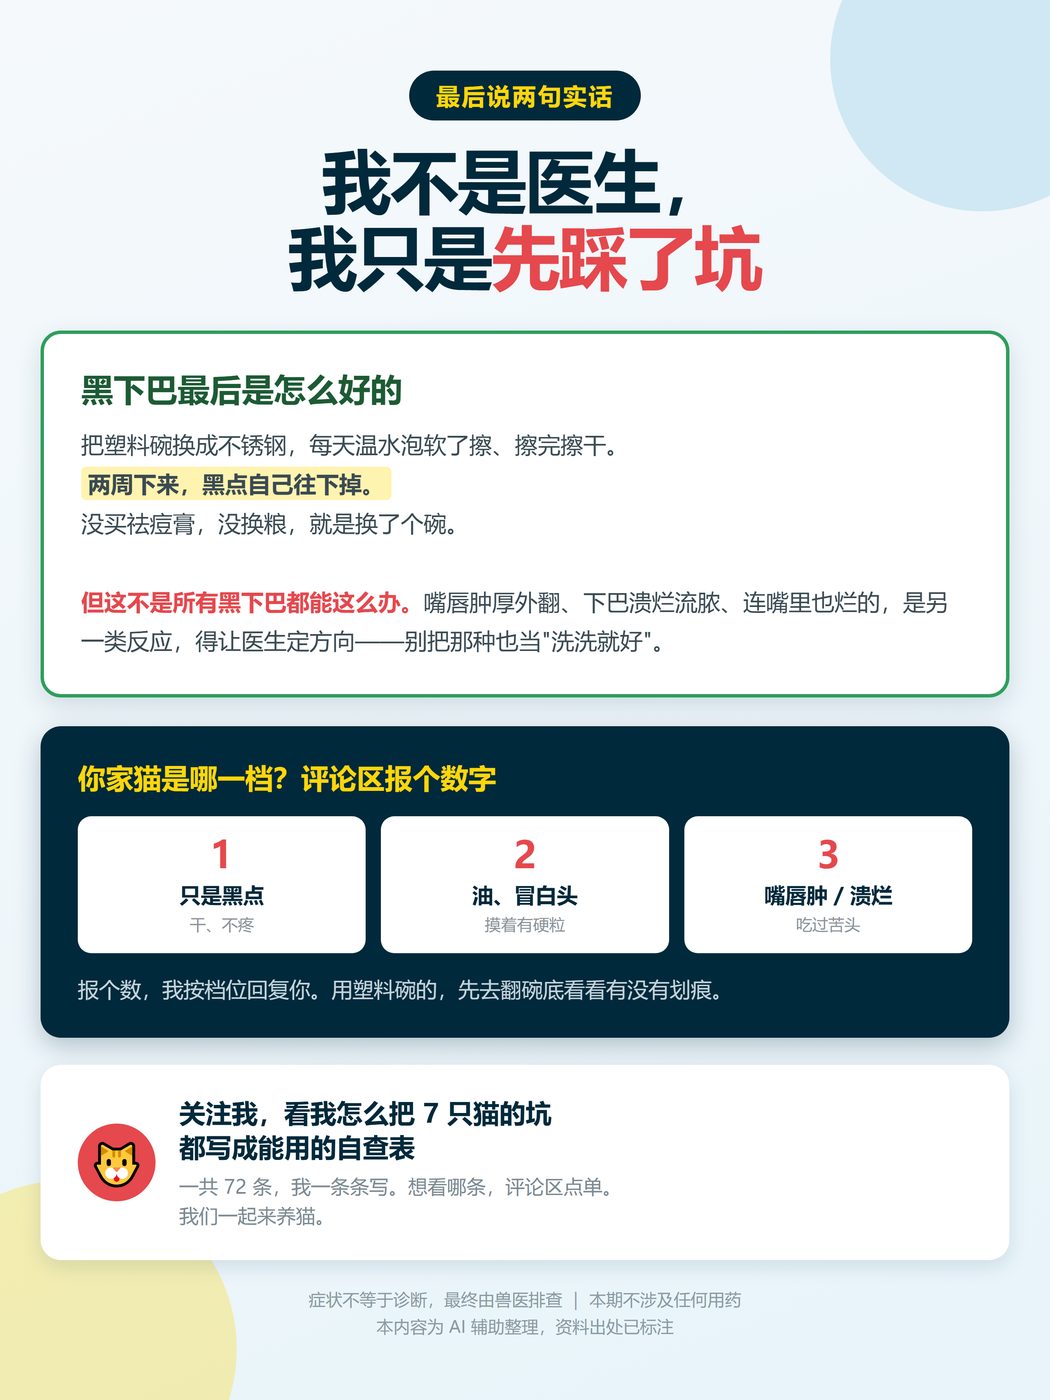 最后说两句实话
我不是医生，
我只是先踩了坑
黑下巴最后是怎么好的
把塑料碗换成不锈钢，每天温水泡软了擦、擦完擦干。
两周下来，黑点自己往下掉。
没买祛痘膏，没换粮，就是换了个碗。
但这不是所有黑下巴都能这么办。嘴唇肿厚外翻、下巴溃烂流脓、连嘴里也烂的，是另
一类反应，得让医生定方向——别把那种也当"洗洗就好"。
你家猫是哪一档？评论区报个数字
1
只是黑点
干、不疼
2
油、冒白头
摸着有硬粒
3
嘴唇肿 / 溃烂
吃过苦头
报个数，我按档位回复你。用塑料碗的，先去翻碗底看看有没有划痕。
关注我，看我怎么把 7 只猫的坑
都写成能用的自查表
一共 72 条，我一条条写。想看哪条，评论区点单。
我们一起来养猫。
症状不等于诊断，最终由兽医排查 | 本期不涉及任何用药
本内容为 AI 辅助整理，资料出处已标注